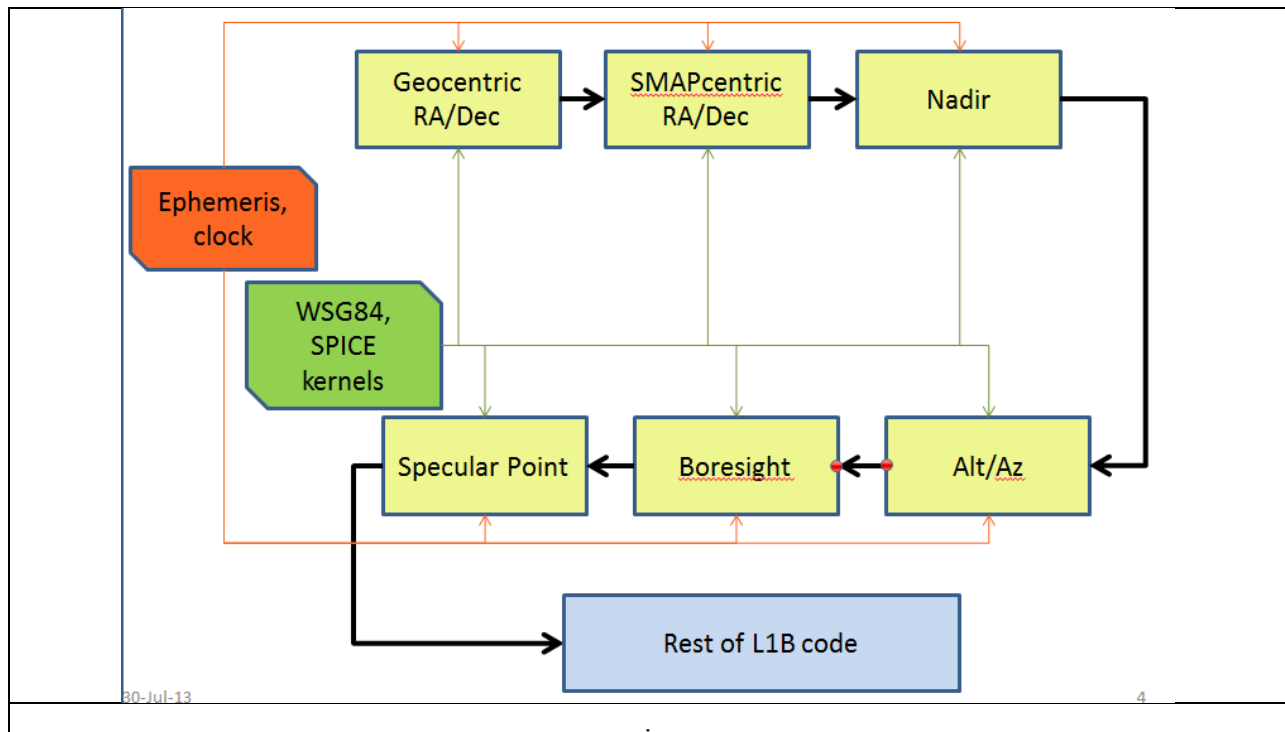 Geocentric
RA/Dec
SMAPcentric
RA/Dec
Nadir
Ephemeris,
clock
WSG84,
SPICE
kernels
Specular Point
Boresight
Alt/Az
Rest of L1B code
30-Jul-13
4